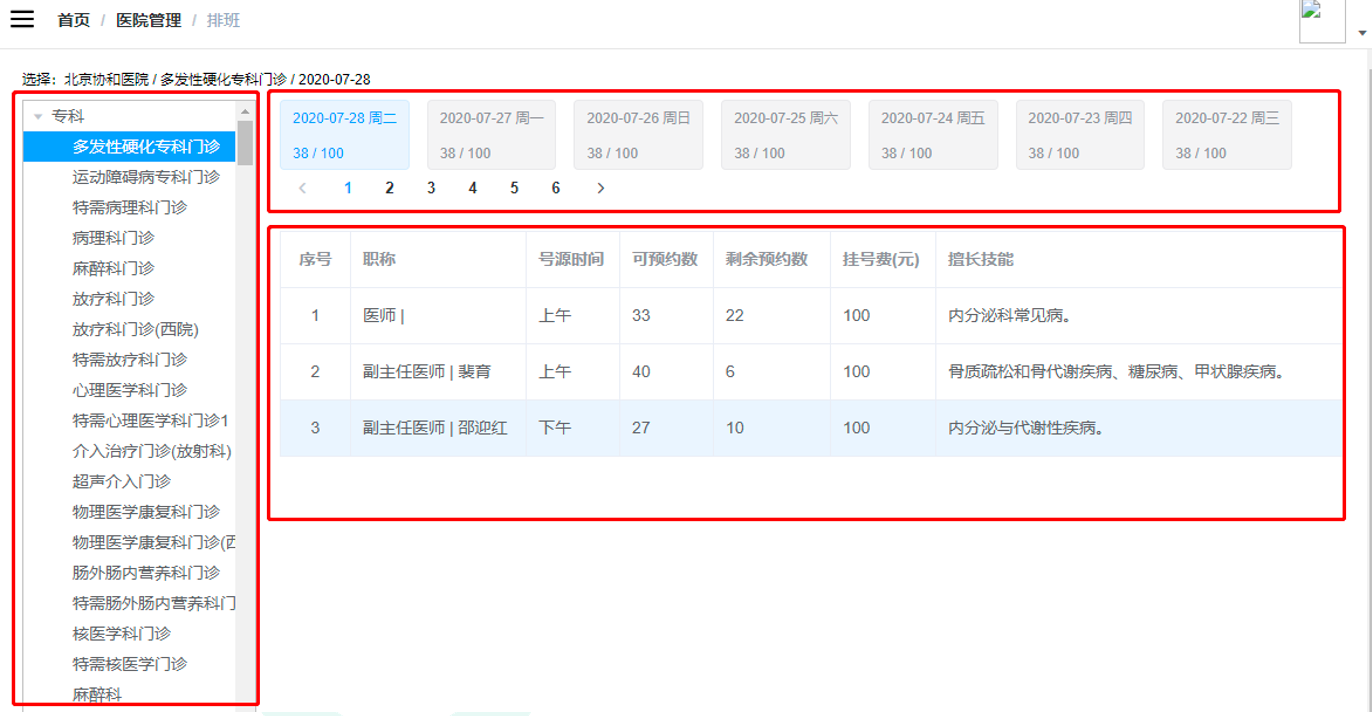 首页 / 医院管理 / 排班
选择：北京协和医院 / 多发性硬化专科门诊 / 2020-07-28
专科
多发性硬化专科门诊
运动障碍病专科门诊
特需病理科门诊
病理科门诊
麻醉科门诊
放疗科门诊
放疗科门诊(西院)
特需放疗科门诊
心理医学科门诊
特需心理医学科门诊1
介入治疗门诊(放射科)
超声介入门诊
物理医学康复科门诊
物理医学康复科门诊(西
肠外肠内营养科门诊
特需肠外肠内营养科门
核医学科门诊
特需核医学门诊
麻醉科
2020-07-28 周二 2020-07-27 周一 2020-07-26 周日 2020-07-25 周六 2020-07-24 周五 2020-07-23 周四 2020-07-22 周三
38 / 100 38 / 100 38 / 100 38 / 100 38 / 100 38 / 100 38 / 100
< 1 2 3 4 5 6 >
序号 职称 号源时间 可预约数 剩余预约数 挂号费(元) 擅长技能
1 医师 | 上午 33 22 100 内分泌科常见病。
2 副主任医师 | 裴育 上午 40 6 100 骨质疏松和骨代谢疾病、糖尿病、甲状腺疾病。
3 副主任医师 | 邵迎红 下午 27 10 100 内分泌与代谢性疾病。